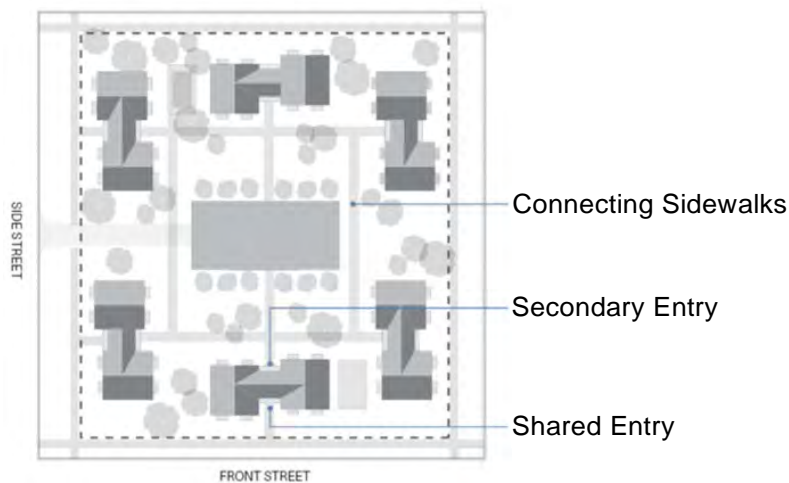 SIDE STREET
Connecting Sidewalks
Secondary Entry
Shared Entry
FRONT STREET